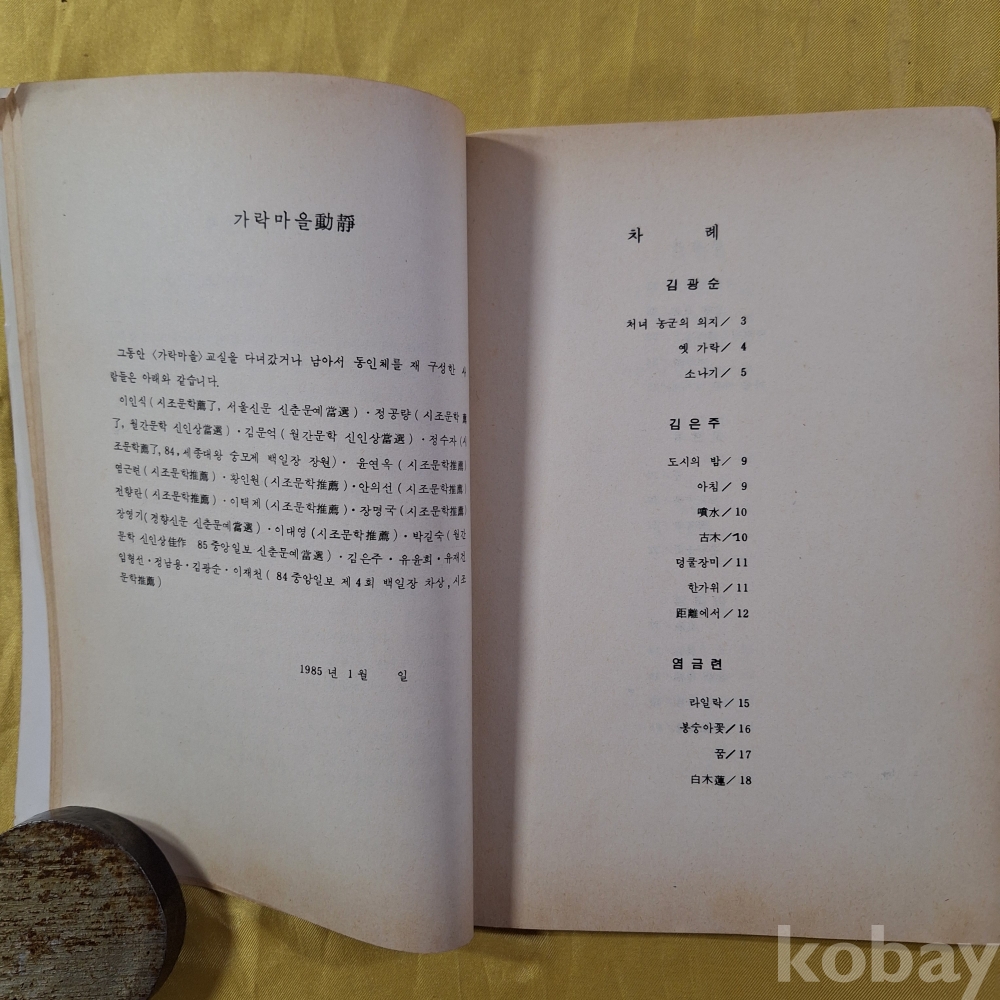 가락마을動靜
그동안 〈가락마을〉교실을 다녀갔거나 남아서 동인체를 재 구성한 사
람들은 아래와 같습니다.
이인식(시조문학薦了, 서울신문 신춘문예當選)·정공량(시조문학薦
了, 월간문학 신인상當選)·김문억(월간문학 신인상當選)·정수자(시
조문학薦了, 84, 세종대왕 숭모제 백일장 장원)· 윤연옥(시조문학推薦)
염근련(시조문학推薦)·황인원(시조문학推薦)·안의선(시조문학推薦)
전향란(시조문학推薦)·이택제(시조문학推薦)·장명국(시조문학推薦)
장영기(경향신문 신춘문예當選)·이대영(시조문학推薦)·박길숙(월간
문학 신인상佳作 85중앙일보 신춘문예當選)·김은주·유윤희·유재건
임형선·정남용·김광순·이재천(84중앙일보 제4회 백일장 차상, 시조
문학推薦)
1985년 1월 일
차 례
김광순
처녀 농군의 의지/ 3
옛 가락/ 4
소나기/ 5
김은주
도시의 밤/ 9
아침/ 9
噴水/10
古木/10
덩쿨장미/11
한가위/11
距離에서/12
염금련
라일락/15
봉숭아꽃/16
꿈/17
白木蓮/18
kobay